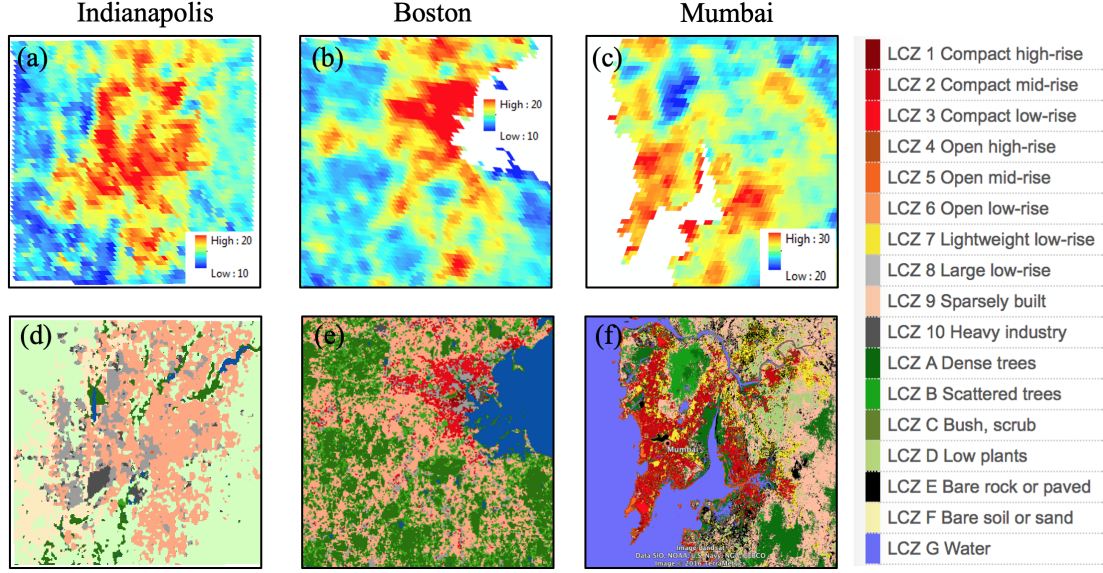 Indianapolis
Boston
Mumbai
(a)
(b)
(c)
High : 20
Low : 10
High : 20
Low : 10
High : 30
Low : 20
(d)
(e)
(f)
Mumbai
Image Landsat
Data SIO, NOAA, U.S. Navy, NGA, GEBCO
Image © 2016 TerraMetrics
LCZ 1 Compact high-rise
LCZ 2 Compact mid-rise
LCZ 3 Compact low-rise
LCZ 4 Open high-rise
LCZ 5 Open mid-rise
LCZ 6 Open low-rise
LCZ 7 Lightweight low-rise
LCZ 8 Large low-rise
LCZ 9 Sparsely built
LCZ 10 Heavy industry
LCZ A Dense trees
LCZ B Scattered trees
LCZ C Bush, scrub
LCZ D Low plants
LCZ E Bare rock or paved
LCZ F Bare soil or sand
LCZ G Water